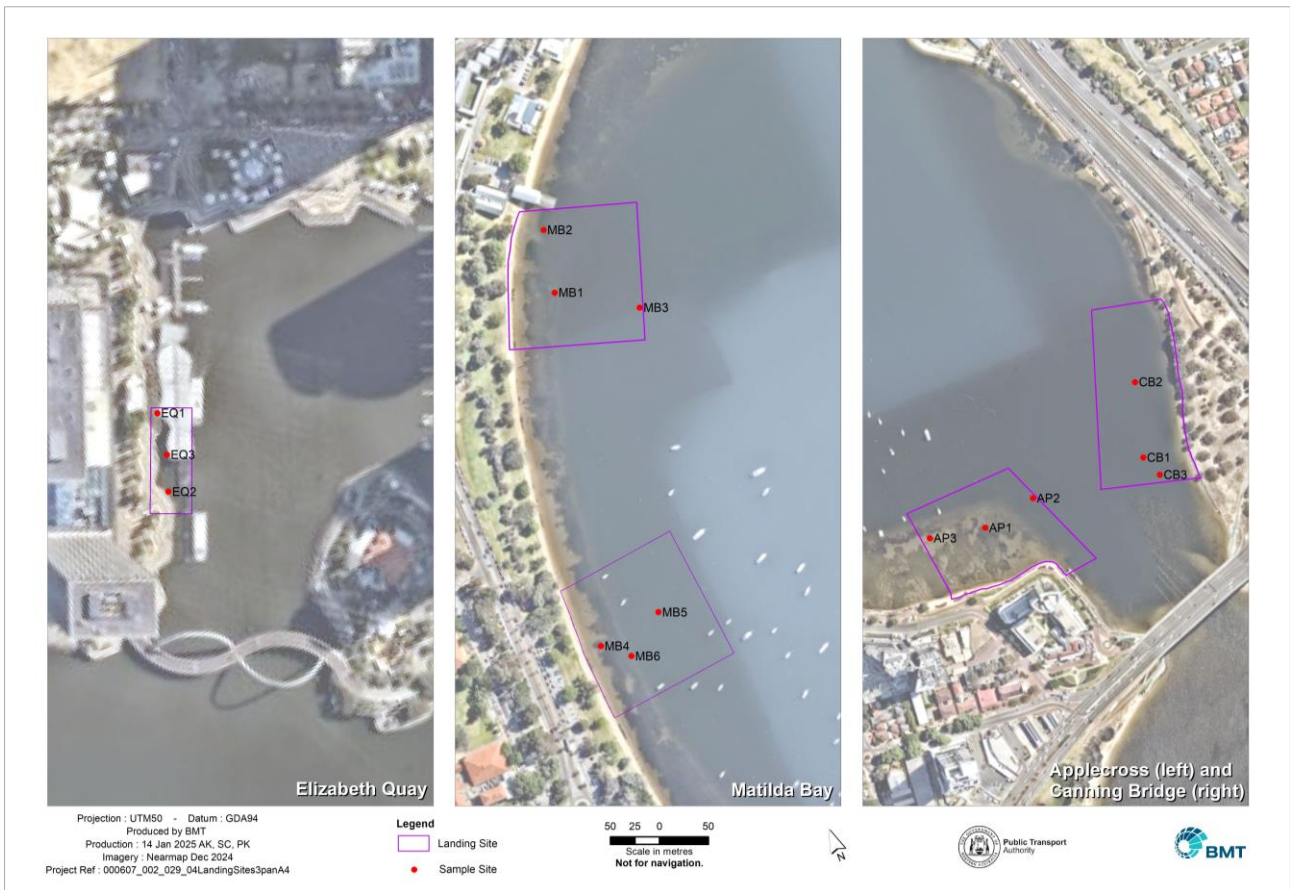 EQ1
EQ3
EQ2
Elizabeth Quay
MB2
MB1
MB3
MB5
MB4
MB6
Matilda Bay
CB2
CB1
CB3
AP2
AP1
AP3
Applecross (left) and
Canning Bridge (right)
Projection : UTM50 - Datum : GDA94
Produced by BMT
Production : 14 Jan 2025 AK, SC, PK
Imagery : Nearmap Dec 2024
Project Ref : 000607_002_029_04LandingSites3panA4
Legend
Landing Site
Sample Site
50 25 0 50
Scale in metres
Not for navigation.
N
Public Transport
Authority
BMT